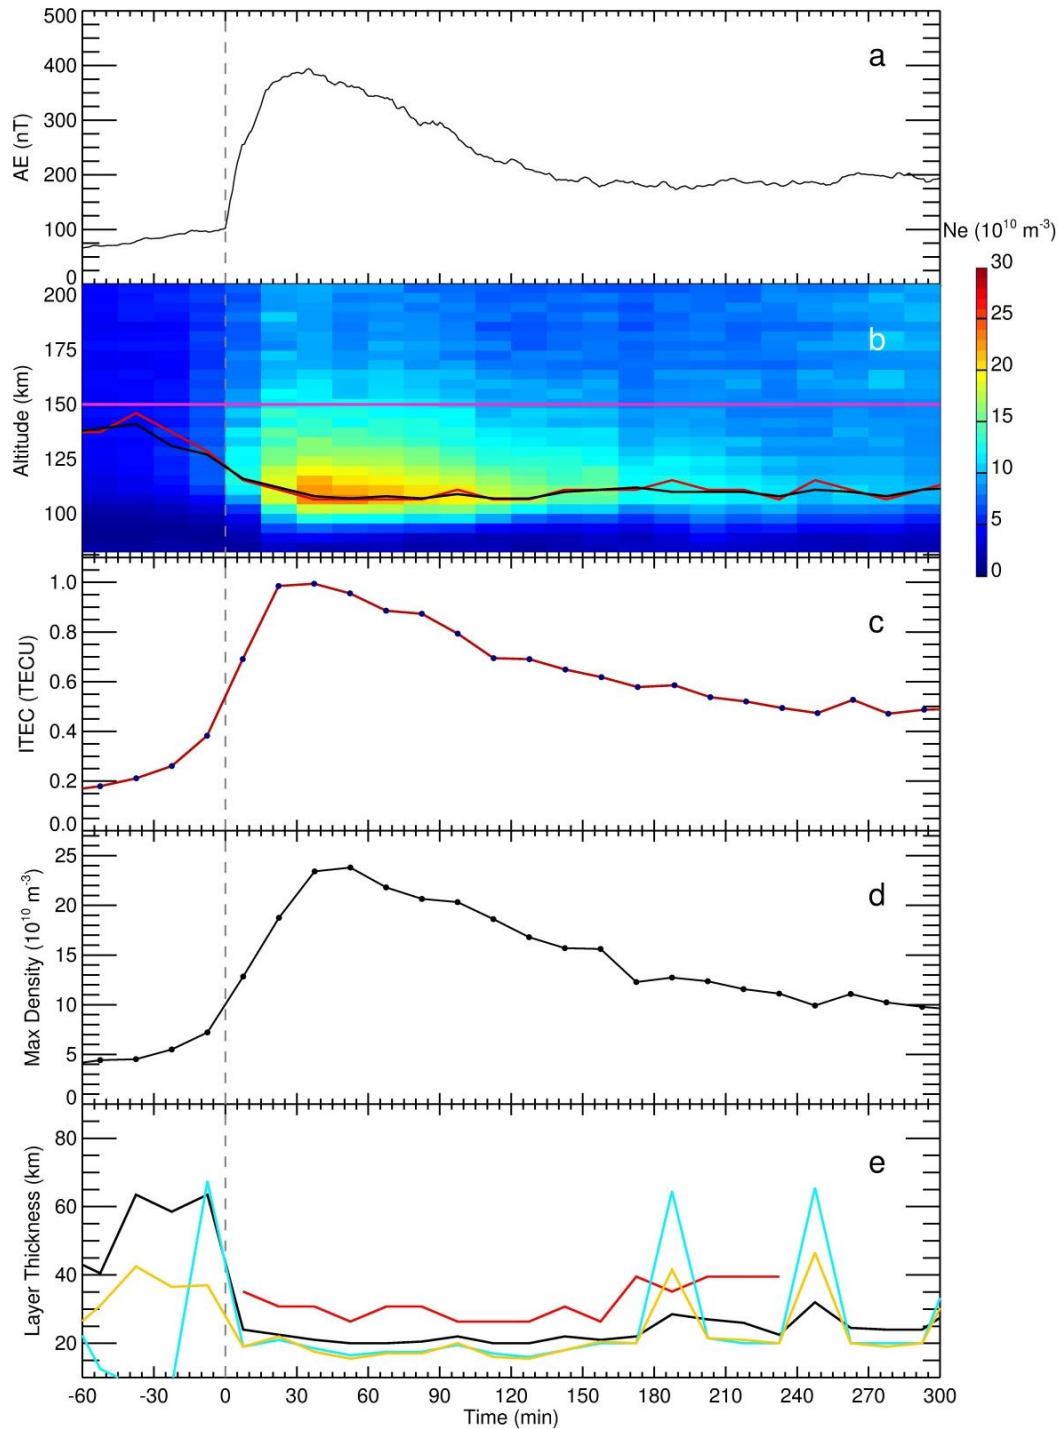 a
400
300
200
100
0
AE (nT)
Ne (10¹⁰ m⁻³)
30
25
20
15
10
5
0
b
200
175
150
125
100
Altitude (km)
c
1.0
0.8
0.6
0.4
0.2
0.0
ITEC (TECU)
d
25
20
15
10
5
0
Max Density (10¹⁰ m⁻³)
e
80
60
40
20
Layer Thickness (km)
-60 -30 0 30 60 90 120 150 180 210 240 270 300
Time (min)